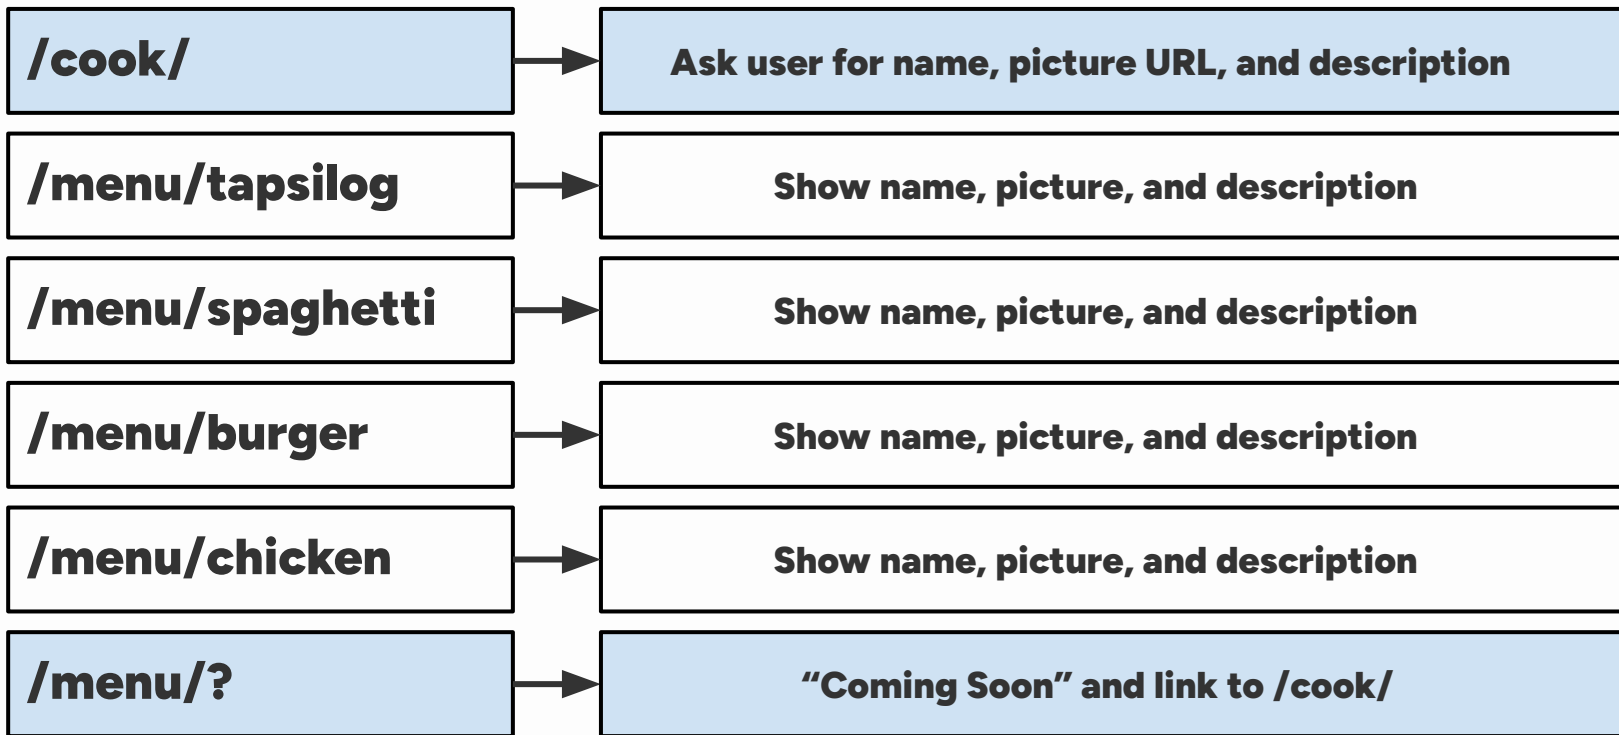 /cook/
Ask user for name, picture URL, and description
/menu/tapsilog
Show name, picture, and description
/menu/spaghetti
Show name, picture, and description
/menu/burger
Show name, picture, and description
/menu/chicken
Show name, picture, and description
/menu/?
“Coming Soon” and link to /cook/